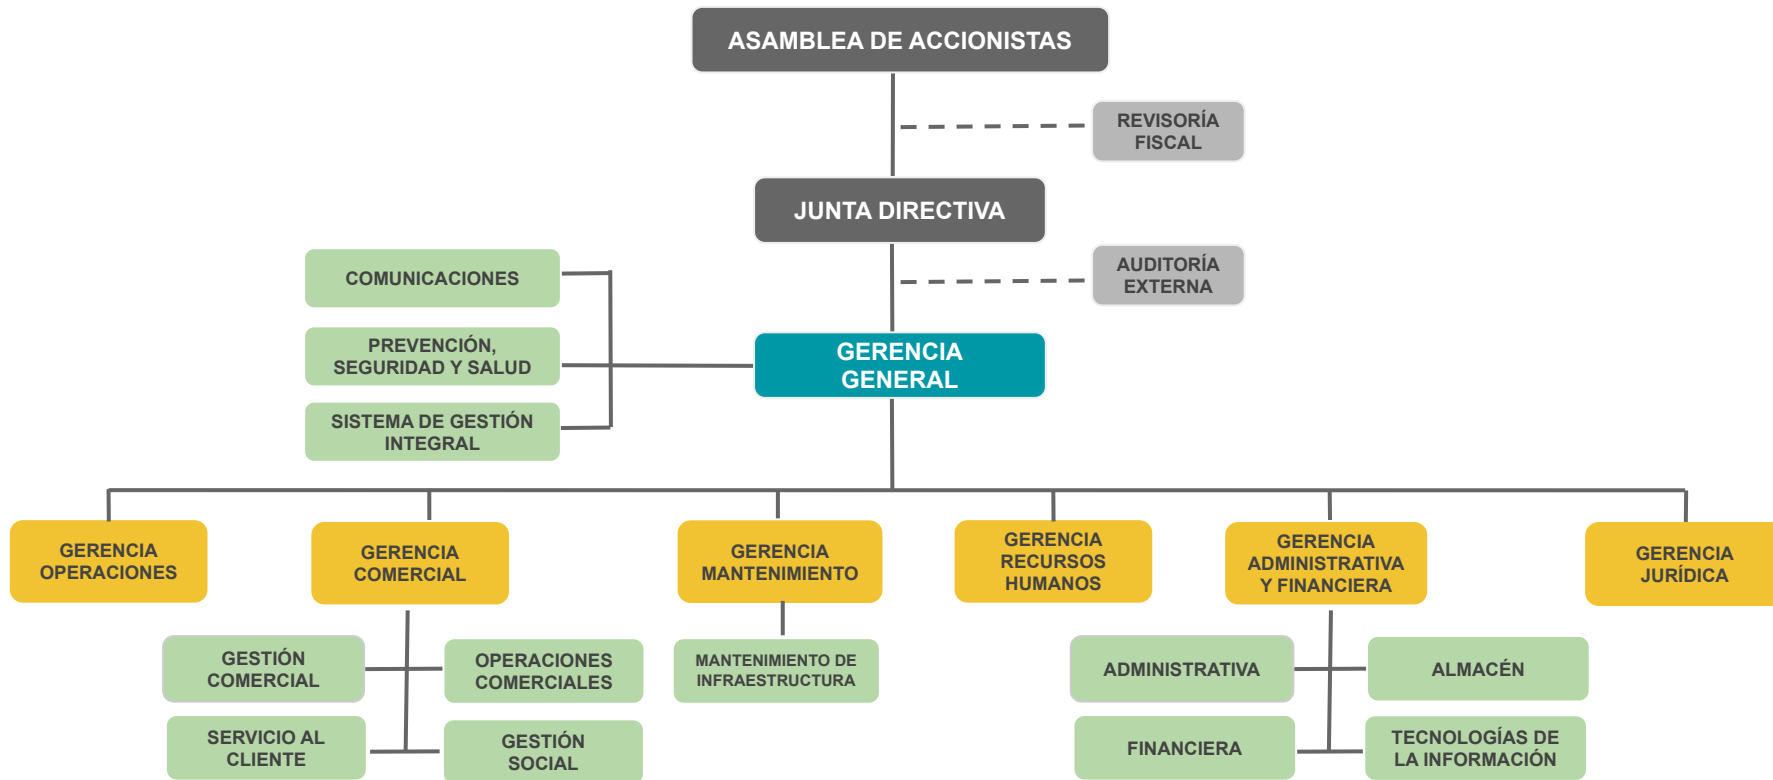 ASAMBLEA DE ACCIONISTAS
REVISORÍA
FISCAL
JUNTA DIRECTIVA
COMUNICACIONES
AUDITORÍA
EXTERNA
PREVENCIÓN,
SEGURIDAD Y SALUD
GERENCIA
GENERAL
SISTEMA DE GESTIÓN
INTEGRAL
GERENCIA
OPERACIONES
GERENCIA
COMERCIAL
GERENCIA
MANTENIMIENTO
GERENCIA
RECURSOS
HUMANOS
GERENCIA
ADMINISTRATIVA
Y FINANCIERA
GERENCIA
JURÍDICA
GESTIÓN
COMERCIAL
OPERACIONES
COMERCIALES
MANTENIMIENTO DE
INFRAESTRUCTURA
ADMINISTRATIVA
ALMACÉN
SERVICIO AL
CLIENTE
GESTIÓN
SOCIAL
FINANCIERA
TECNOLOGÍAS DE
LA INFORMACIÓN